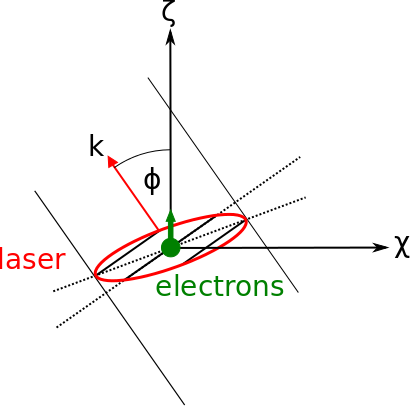 ζ
k
ϕ
χ
laser
electrons